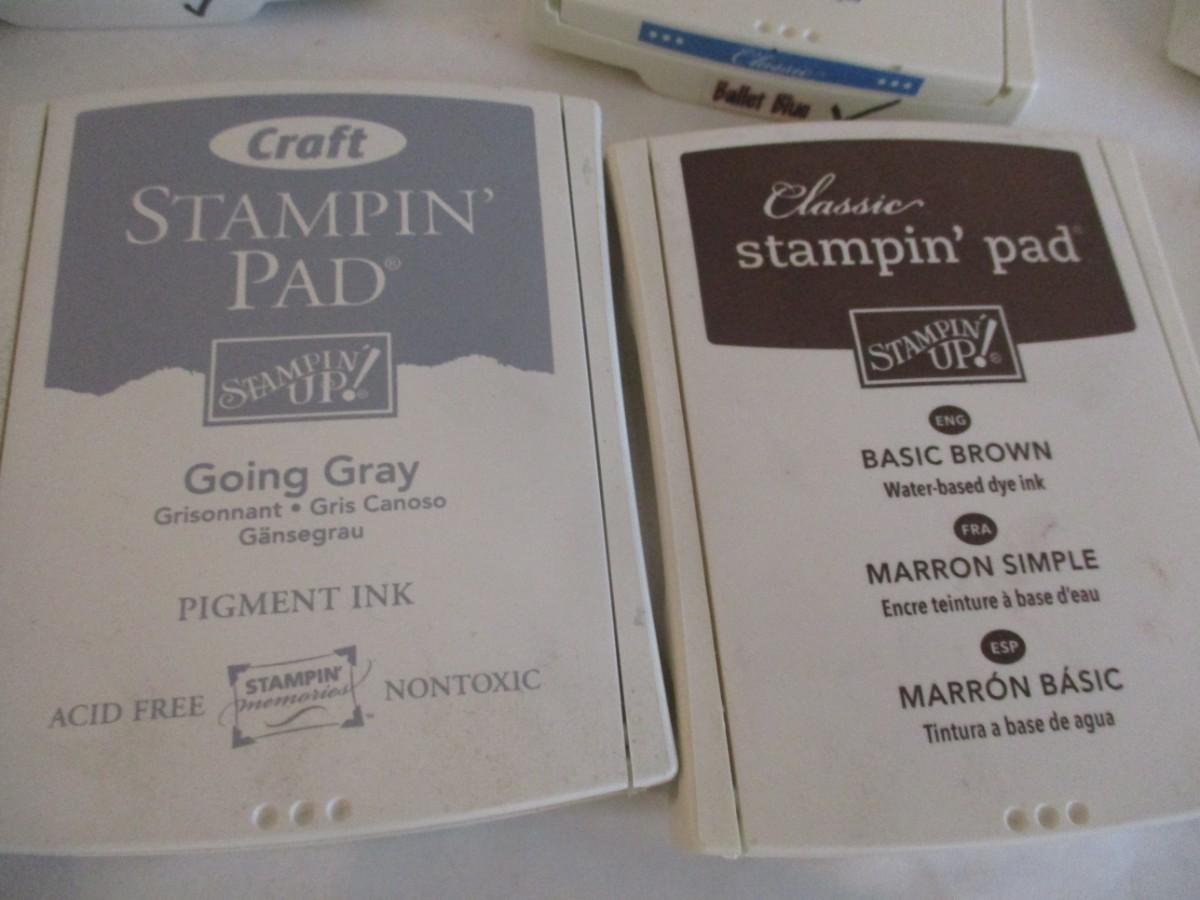 Classic
Ballet Blue
Craft
STAMPIN'
PAD®
STAMPIN'
UP!®
Going Gray
Grisonnant • Gris Canoso
Gänsegrau
PIGMENT INK
ACID FREE
STAMPIN'
memories
™
NONTOXIC
Classic
stampin' pad®
STAMPIN'
UP!®
ENG
BASIC BROWN
Water-based dye ink
FRA
MARRON SIMPLE
Encre teinture à base d'eau
ESP
MARRÓN BÁSIC
Tintura a base de agua